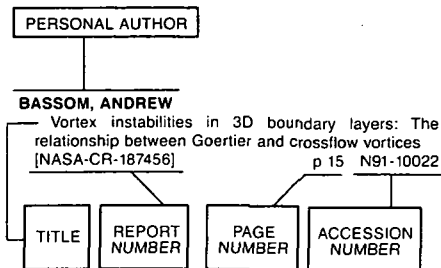 PERSONAL AUTHOR
BASSOM, ANDREW
Vortex instabilities in 3D boundary layers: The
relationship between Goertier and crossflow vortices
[NASA-CR-187456] p 15 N91-10022
TITLE REPORT PAGE ACCESSION
NUMBER NUMBER NUMBER